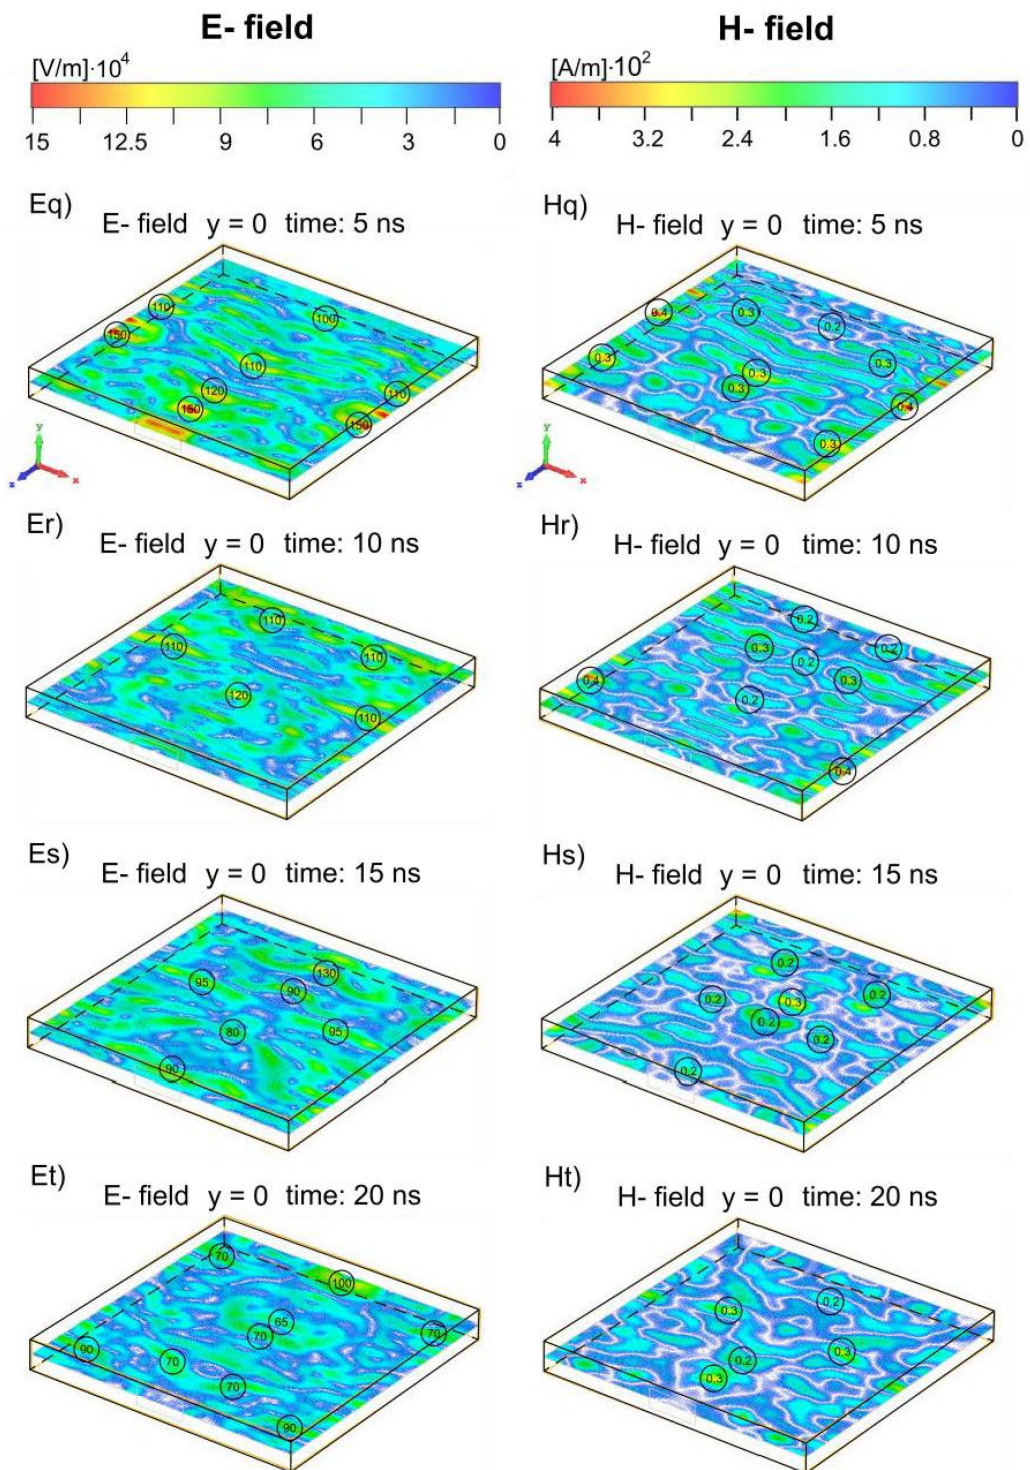 E- field H- field
[V/m]·10⁴ [A/m]·10²
15 12.5 9 6 3 0 4 3.2 2.4 1.6 0.8 0
Eq) Hq)
E- field y = 0 time: 5 ns H- field y = 0 time: 5 ns
110 100 150 110 120 110 150 150
0.4 0.3 0.2 0.3 0.3 0.3 0.3 0.4 0.3
y z x y z x
Er) Hr)
E- field y = 0 time: 10 ns H- field y = 0 time: 10 ns
110 110 110 120 110
0.2 0.3 0.2 0.2 0.4 0.3 0.2 0.4
Es) Hs)
E- field y = 0 time: 15 ns H- field y = 0 time: 15 ns
130 95 90 80 95 90
0.2 0.2 0.2 0.3 0.2 0.2 0.2
Et) Ht)
E- field y = 0 time: 20 ns H- field y = 0 time: 20 ns
70 100 65 70 70 90 70 70 90
0.2 0.3 0.3 0.2 0.3